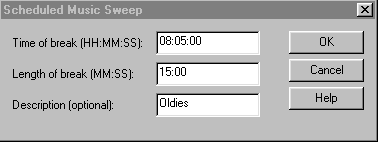 Scheduled Music Sweep
Time of break (HH:MM:SS): 08:05:00 OK
Length of break (MM:SS): 15:00 Cancel
Description (optional): Oldies Help